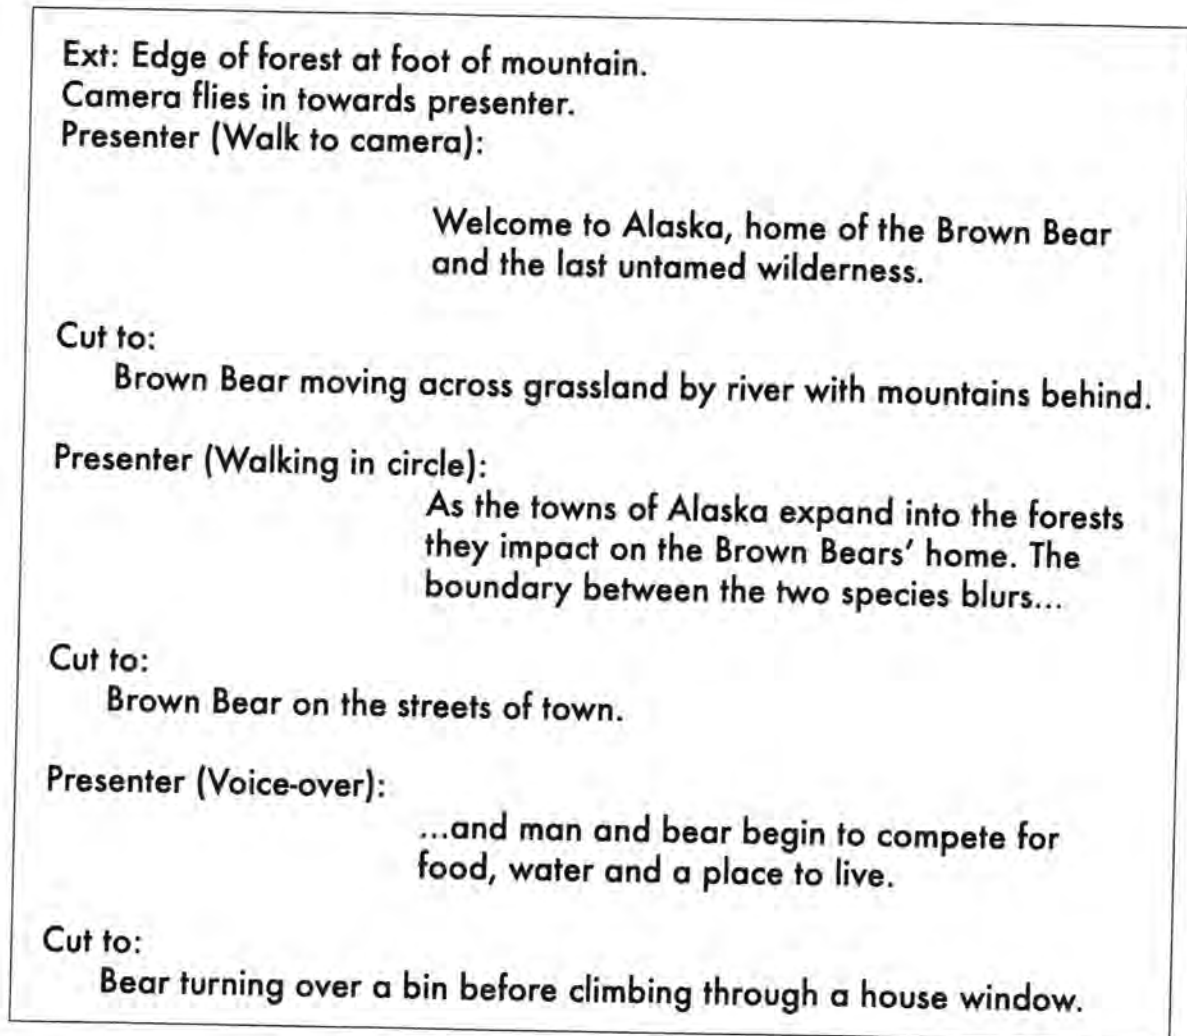 Ext: Edge of forest at foot of mountain.
Camera flies in towards presenter.
Presenter (Walk to camera):
Welcome to Alaska, home of the Brown Bear
and the last untamed wilderness.
Cut to:
Brown Bear moving across grassland by river with mountains behind.
Presenter (Walking in circle):
As the towns of Alaska expand into the forests
they impact on the Brown Bears’ home. The
boundary between the two species blurs...
Cut to:
Brown Bear on the streets of town.
Presenter (Voice-over):
...and man and bear begin to compete for
food, water and a place to live.
Cut to:
Bear turning over a bin before climbing through a house window.